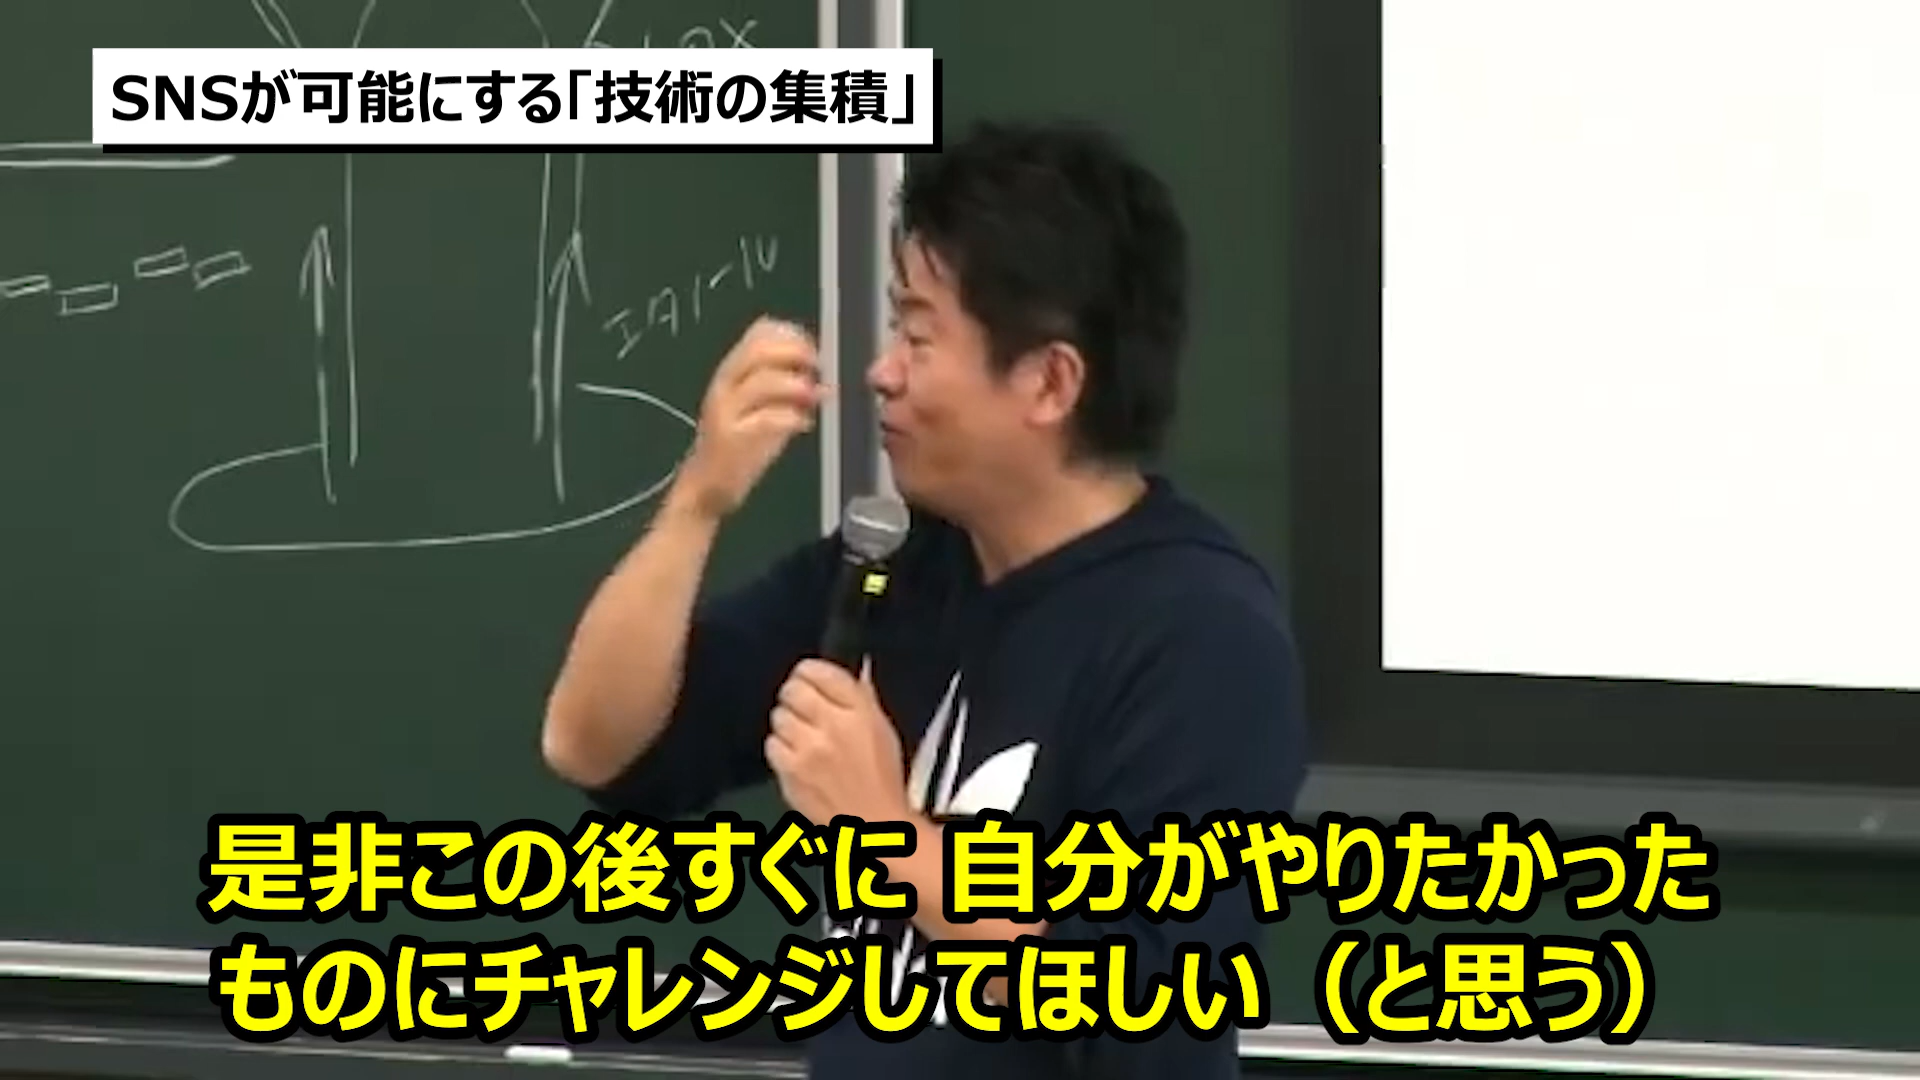 SNSが可能にする「技術の集積」
LOX
エタノール
是非この後すぐに 自分がやりたかった
ものにチャレンジしてほしい（と思う）